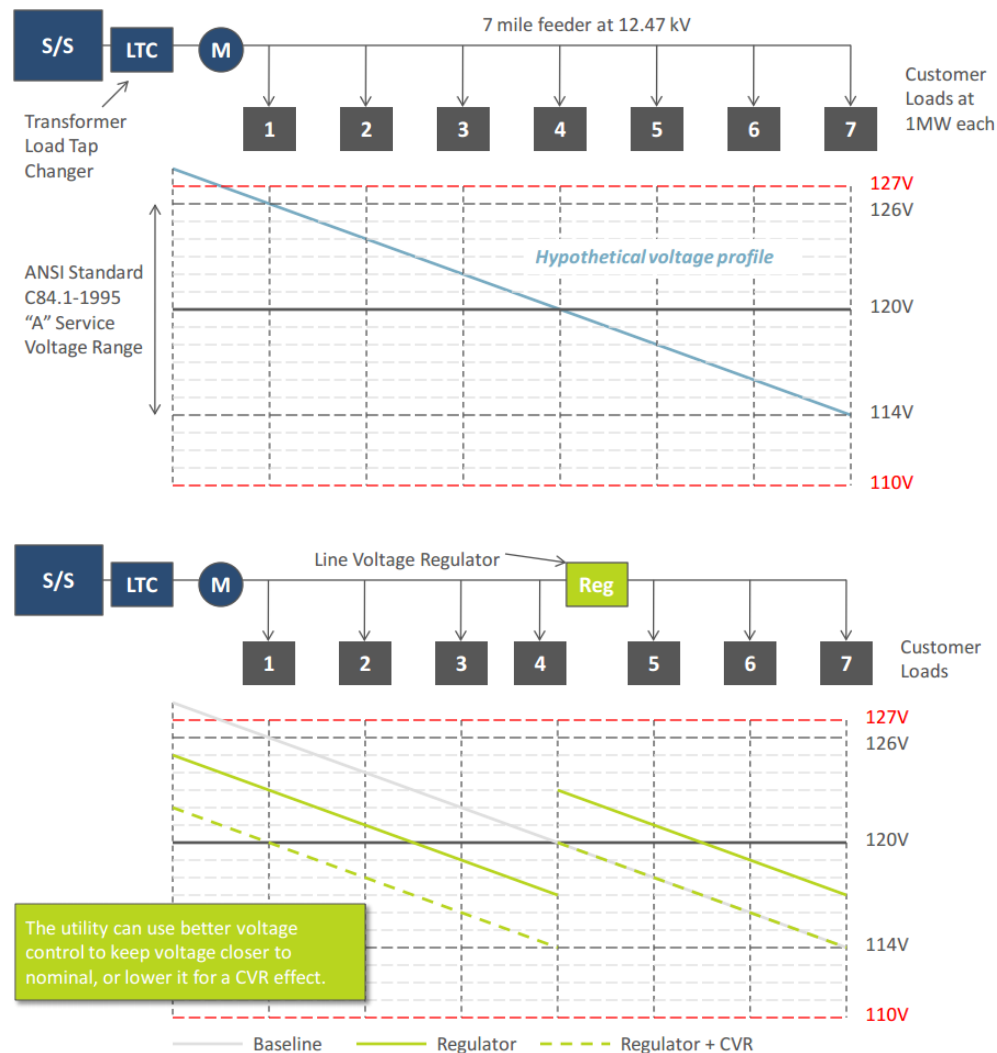 S/S
LTC
M
7 mile feeder at 12.47 kV
Customer
Loads at
1MW each
Transformer
Load Tap
Changer
1
2
3
4
5
6
7
127V
126V
Hypothetical voltage profile
ANSI Standard
C84.1-1995
“A” Service
Voltage Range
120V
114V
110V
Line Voltage Regulator
S/S
LTC
M
Reg
1
2
3
4
5
6
7
Customer
Loads
127V
126V
120V
The utility can use better voltage
control to keep voltage closer to
nominal, or lower it for a CVR effect.
114V
110V
Baseline
Regulator
Regulator + CVR